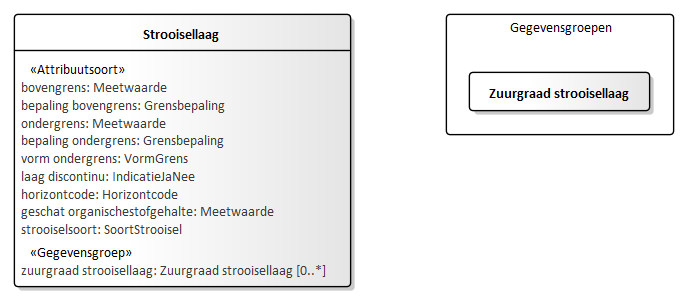 Strooisellaag
«Attribuutsoort»
bovengrens: Meetwaarde
bepaling bovengrens: Grensbepaling
ondergrens: Meetwaarde
bepaling ondergrens: Grensbepaling
vorm ondergrens: VormGrens
laag discontinu: IndicatieJaNee
horizontcode: Horizontcode
geschat organischestofgehalte: Meetwaarde
strooiselsoort: SoortStrooisel
«Gegevensgroep»
zuurgraad strooisellaag: Zuurgraad strooisellaag [0..*]
Gegevensgroepen
Zuurgraad strooisellaag